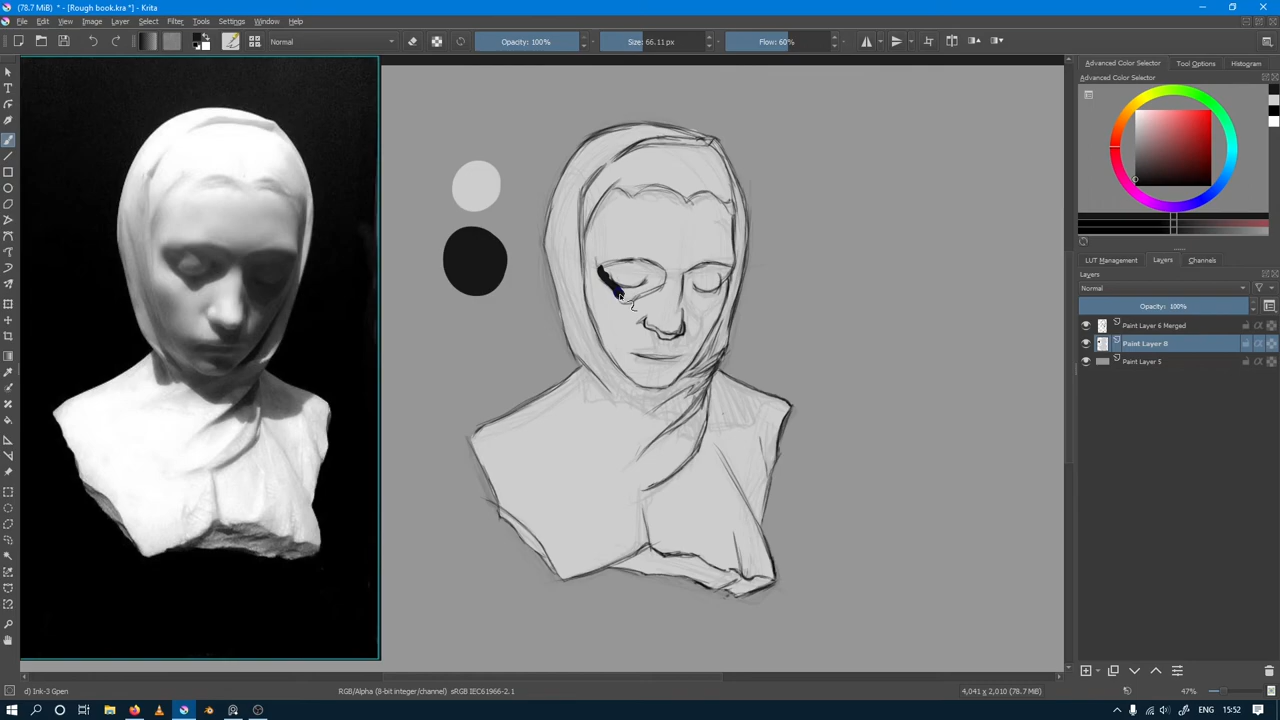 (78.7 MiB) * - [Rough book.kra *] - Krita
File Edit View Image Layer Select Filter Tools Settings Window Help
Normal Opacity: 100% Size: 66.11 px Flow: 60%
Advanced Color Selector Tool Options Histogram
Advanced Color Selector
LUT Management Layers Channels
Layers
Normal
Opacity: 100%
Paint Layer 6 Merged
Paint Layer 8
Paint Layer 5
d) Ink-3 Gpen RGB/Alpha (8-bit integer/channel) sRGB IEC61966-2,1 4,041 x 2,010 (78.7 MiB) 47%
ENG 15:52